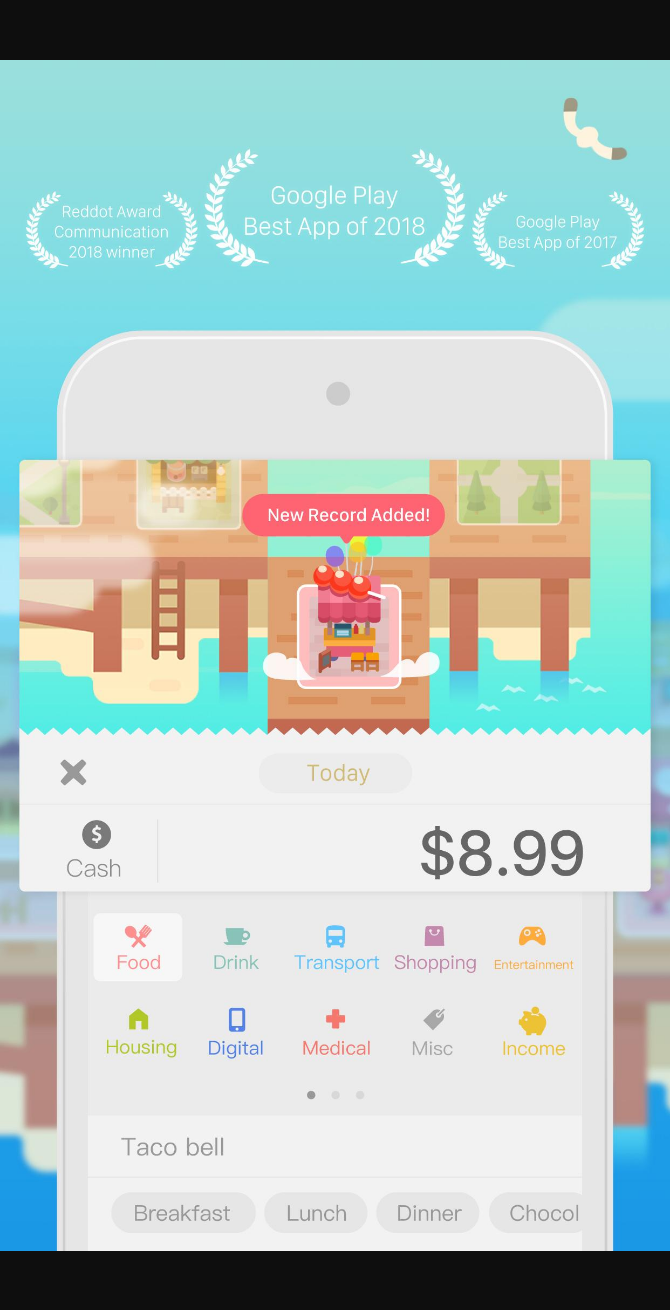 Google Play
Best App of 2018
Reddot Award
Communication
2018 winner
Google Play
Best App of 2017
New Record Added!
Today
$
Cash
$8.99
Food
Drink
Transport
Shopping
Entertainment
Housing
Digital
Medical
Misc
Income
Taco bell
Breakfast
Lunch
Dinner
Chocol